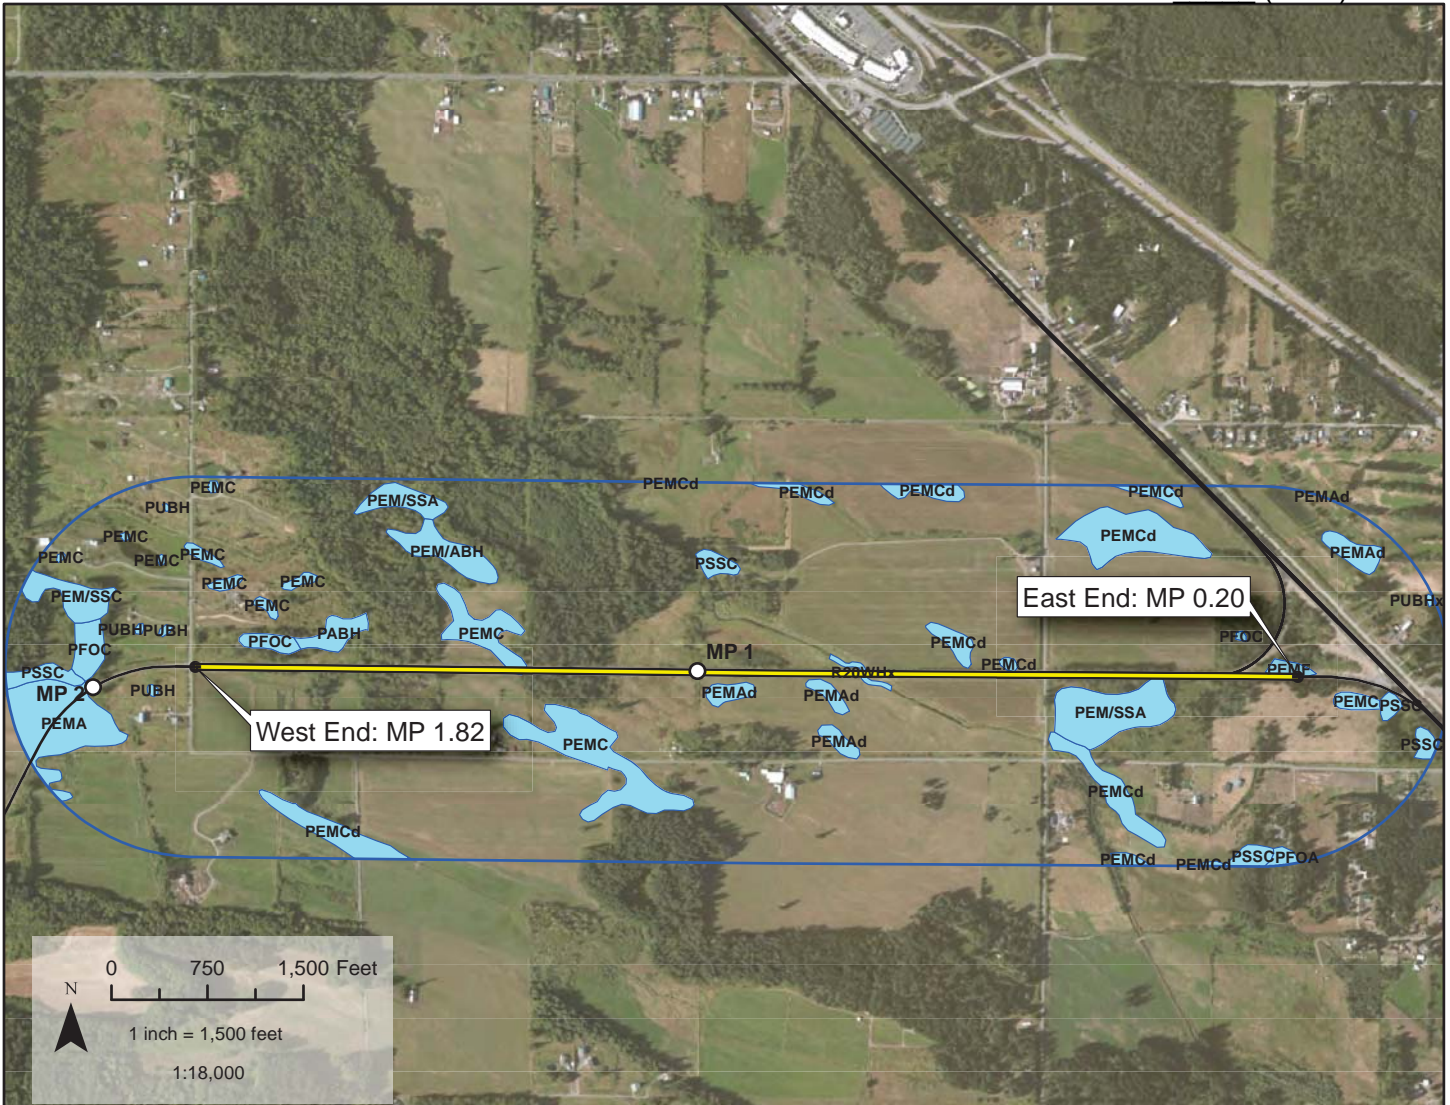 PEMCd
PEMC
PEM/SSA
PEMCd
PEMCd
PEMCd
PEMAd
PUBH
PEMC
PEMCd
PEM/ABH
PEMC
PEMC
PEMC
PEMAd
PSSC
PEMC
PEMC
PEM/SSC
PEMC
East End: MP 0.20
PUBHx
PUBH
PUBH
PFOC
PABH
PEMC
PEMCd
PFOC
PFOC
MP 1
PEMCd
PSSC
PEMF
MP 2
PUBH
PEMAd
PEMAd
PEMC
PSSC
PEMA
West End: MP 1.82
PEM/SSA
PEMC
PEMAd
PSSC
PEMCd
PEMCd
PEMCd
PEMCd
PSSC
PFOA
0 750 1,500 Feet
N
1 inch = 1,500 feet
1:18,000